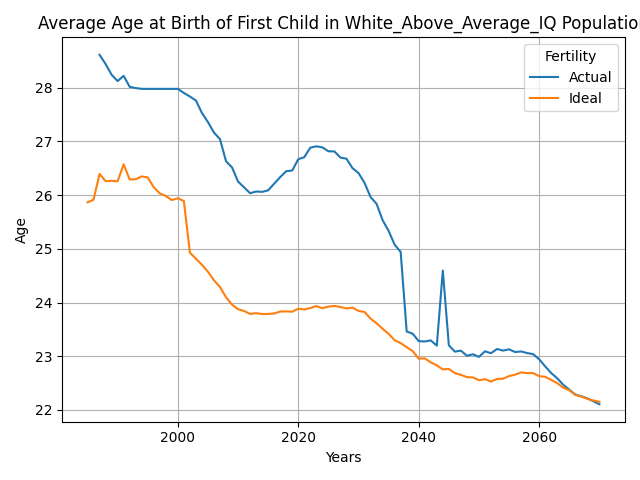 Average Age at Birth of First Child in White_Above_Average_IQ Population
Fertility
Actual
Ideal
Age
28
27
26
25
24
23
22
2000
2020
2040
2060
Years